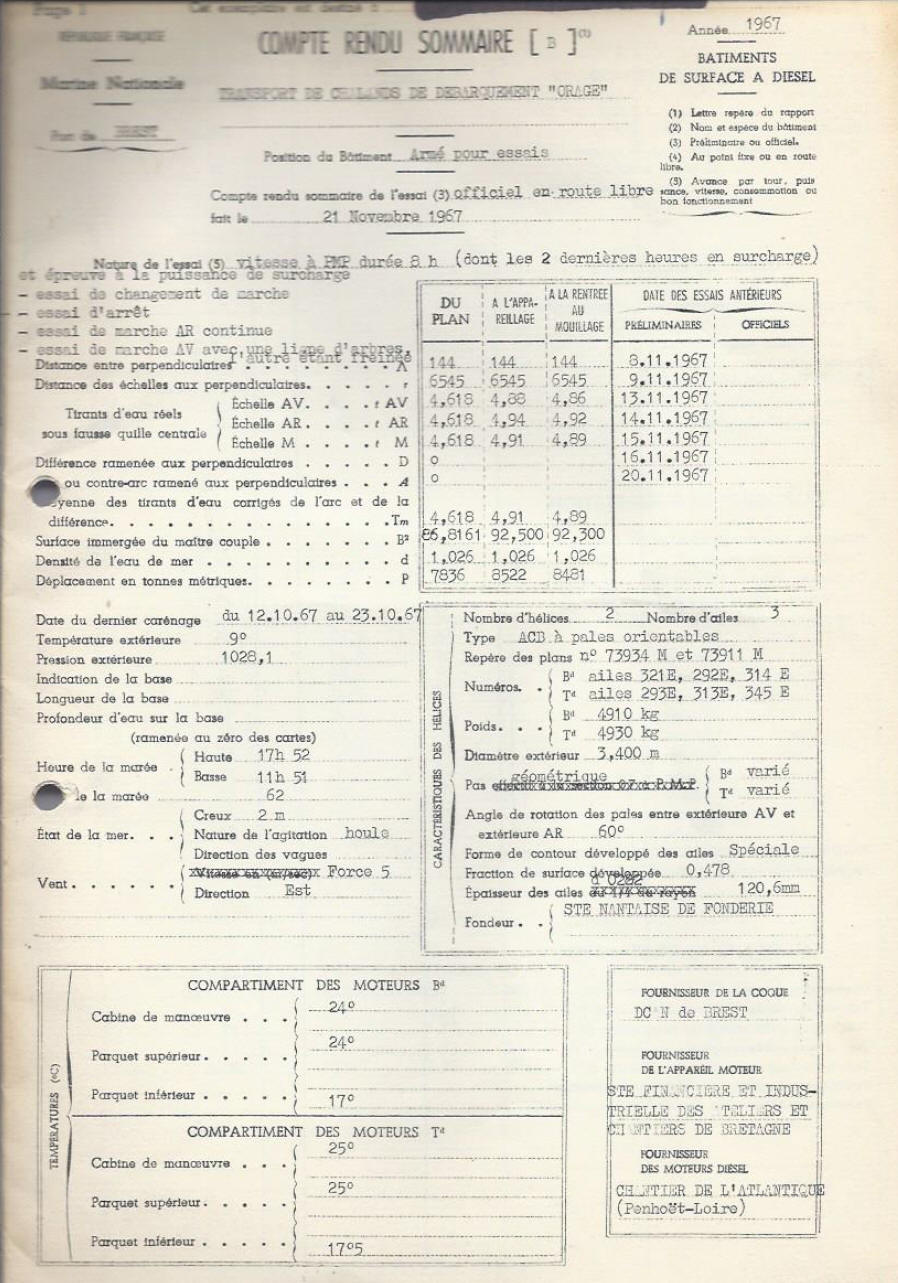 Page 1
Cet exemplaire est destiné :
RÉPUBLIQUE FRANÇAISE
Marine Nationale
Port de BREST
COMPTE RENDU SOMMAIRE [ B ](1)
TRANSPORT DE CHALANDS DE DEBARQUEMENT "ORAGE"
Position du Bâtiment Armé pour essais
Compte rendu sommaire de l'essai (3) officiel en route libre
fait le 21 Novembre 1967
Année 1967
BATIMENTS
DE SURFACE A DIESEL
(1) Lettre repère du rapport
(2) Nom et espèce du bâtiment
(3) Préliminaire ou officiel.
(4) Au point fixe ou en route
libre.
(5) Avance par tour, puis
sance, vitesse, consommation ou
bon fonctionnement
Nature de l'essai (5) vitesse à PMP durée 8 h (dont les 2 dernières heures en surcharge)
et épreuve à la puissance de surcharge
- essai de changement de marche
- essai d'arrêt
- essai de marche AR continue
- essai de marche AV avec une ligne d'arbres,
l'autre étant freinée
DU PLAN
A L'APPA-REILLAGE
A LA RENTREE AU MOUILLAGE
DATE DES ESSAIS ANTÉRIEURS
PRÉLIMINAIRES OFFICIELS
Distance entre perpendiculaires . . . . . . . . Λ 144 144 144 8.11.1967
Distance des échelles aux perpendiculaires. . . . . r 6545 6545 6545 9.11.1967
Tirants d'eau réels sous fausse quille centrale
Échelle AV. . . . t AV 4,618 4,88 4,86 13.11.1967
Échelle AR. . . . t AR 4,618 4,94 4,92 14.11.1967
Échelle M . . . . t M 4,618 4,91 4,89 15.11.1967
Différence ramenée aux perpendiculaires . . . . . D o 16.11.1967
ou contre-arc ramené aux perpendiculaires . . . A o 20.11.1967
yenne des tirants d'eau corrigés de l'arc et de la
différence. . . . . . . . . . . . . . . Tm 4,618 4,91 4,89
Surface immergée du maître couple . . . . . . . B² 86,8161 92,500 92,300
Densité de l'eau de mer . . . . . . . . . . d 1,026 1,026 1,026
Déplacement en tonnes métriques. . . . . . . . P 7836 8522 8481
Date du dernier carénage du 12.10.67 au 23.10.67
Température extérieure 9°
Pression extérieure 1028,1
Indication de la base
Longueur de la base
Profondeur d'eau sur la base
(ramenée au zéro des cartes)
Heure de la marée .
Haute 17h 52
Basse 11h 51
de la marée 62
État de la mer. . .
Creux 2 m
Nature de l'agitation houle
Direction des vagues
Vent . . . . . .
Vitesse en (m/sec) Force 5
Direction Est
CARACTERISTIQUES DES HELICES
Nombre d'hélices 2 Nombre d'ailes 3
Type ACB à pales orientables
Repère des plans n° 73934 M et 73911 M
Numéros. . .
Bd ailes 321E, 292E, 314 E
Td ailes 293E, 313E, 345 E
Poids. . . .
Bd 4910 kg
Td 4930 kg
Diamètre extérieur 3,400 m
géométrique
Pas
Bd varié
Td varié
Angle de rotation des pales entre extérieure AV et
extérieure AR 60°
Forme de contour développé des ailes Spéciale
Fraction de surface développée 0,478
Épaisseur des ailes 120,6mm
Fondeur . . STE NANTAISE DE FONDERIE
TEMPÉRATURES (°C)
COMPARTIMENT DES MOTEURS Bd
Cabine de manœuvre . . . 24°
Parquet supérieur. . . . . 24°
Parquet inférieur . . . . . 17°
COMPARTIMENT DES MOTEURS Td
Cabine de manœuvre . . . 25°
Parquet supérieur. . . . . 25°
Parquet inférieur . . . . . 17°5
FOURNISSEUR DE LA COQUE
DCAN de BREST
FOURNISSEUR
DE L'APPAREIL MOTEUR
STE FINANCIERE ET INDUS-
TRIELLE DES ATELIERS ET
CHANTIERS DE BRETAGNE
FOURNISSEUR
DES MOTEURS DIÉSEL
CHANTIER DE L'ATLANTIQUE
(Penhoët-Loire)